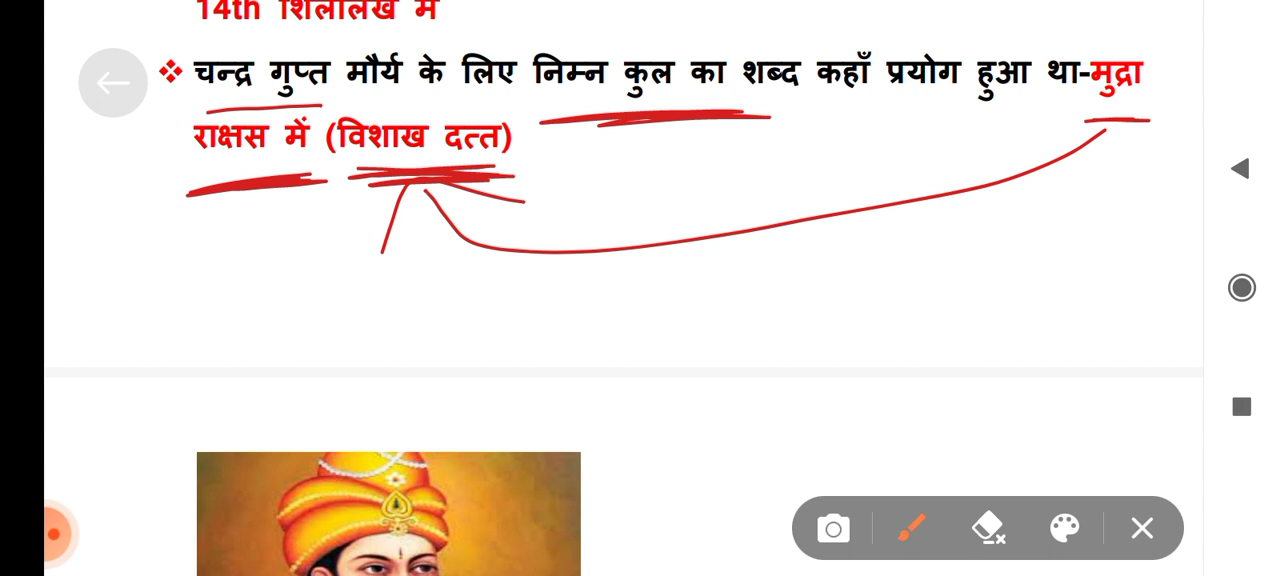 14th शिलालेख में
❖ चन्द्र गुप्त मौर्य के लिए निम्न कुल का शब्द कहाँ प्रयोग हुआ था-मुद्रा
राक्षस में (विशाख दत्त)